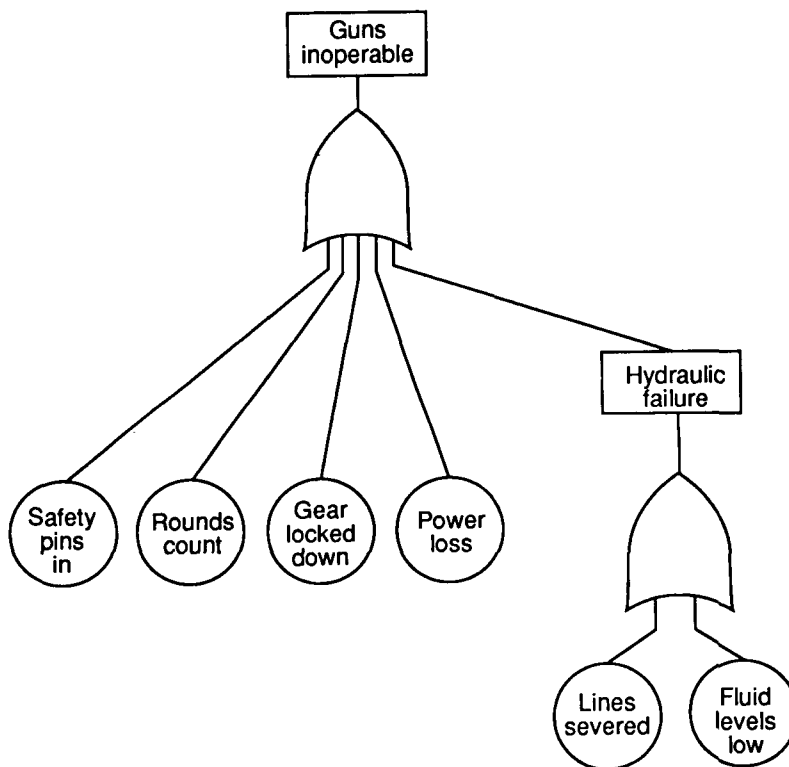 Guns
inoperable
Hydraulic
failure
Safety
pins
in
Rounds
count
Gear
locked
down
Power
loss
Lines
severed
Fluid
levels
low